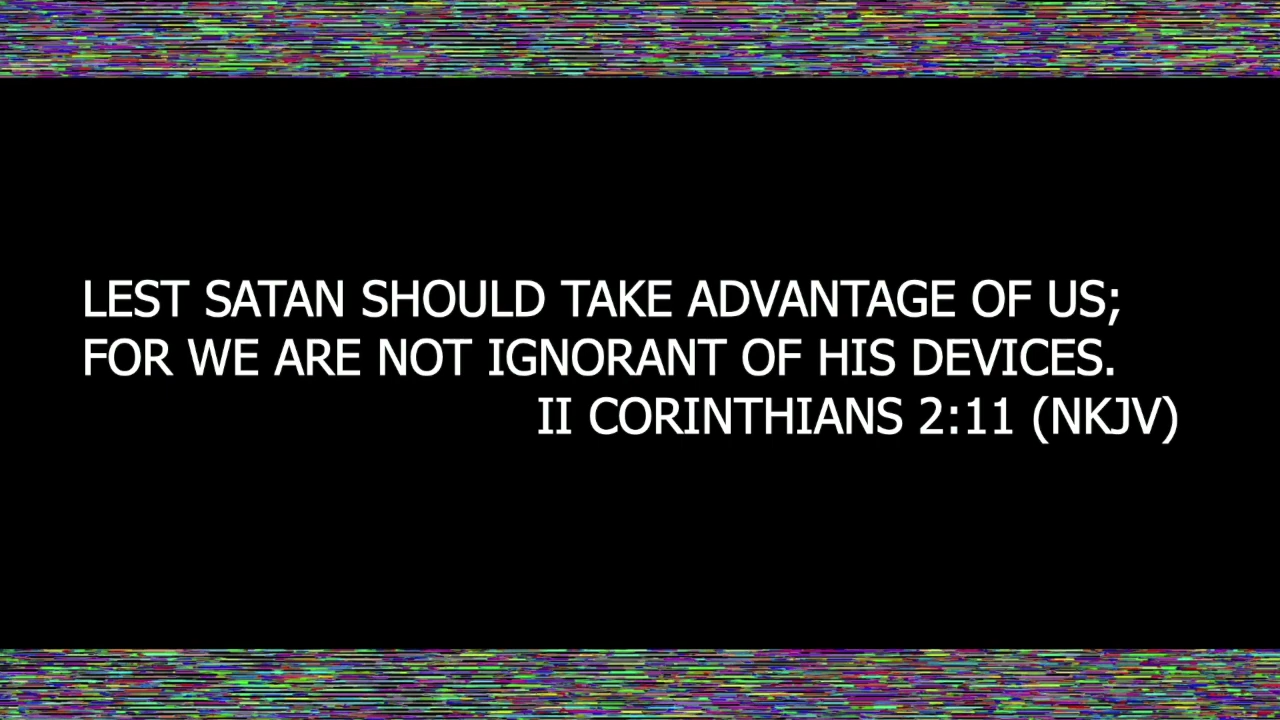 LEST SATAN SHOULD TAKE ADVANTAGE OF US;
FOR WE ARE NOT IGNORANT OF HIS DEVICES.
II CORINTHIANS 2:11 (NKJV)